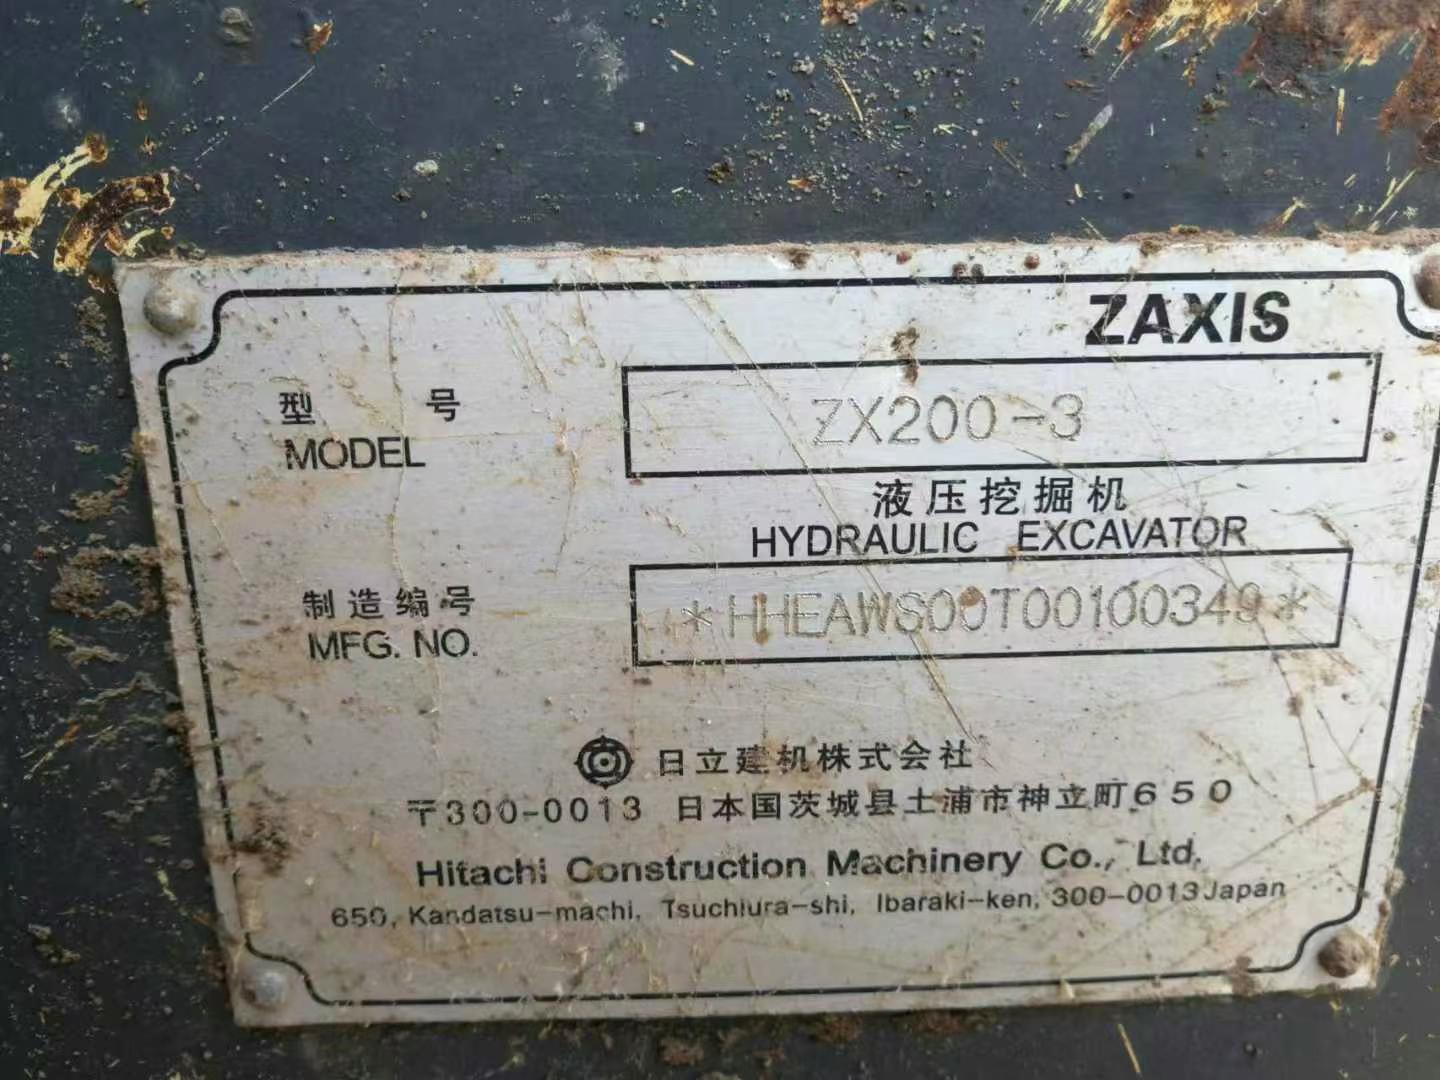 ZAXIS
型号
MODEL
ZX200-3
液压挖掘机
HYDRAULIC EXCAVATOR
制造编号
MFG. NO.
*HHEAWS00T00100349*
日立建机株式会社
〒300-0013 日本国茨城县土浦市神立町650
Hitachi Construction Machinery Co., Ltd.
650, Kandatsu-machi, Tsuchiura-shi, Ibaraki-ken, 300-0013 Japan